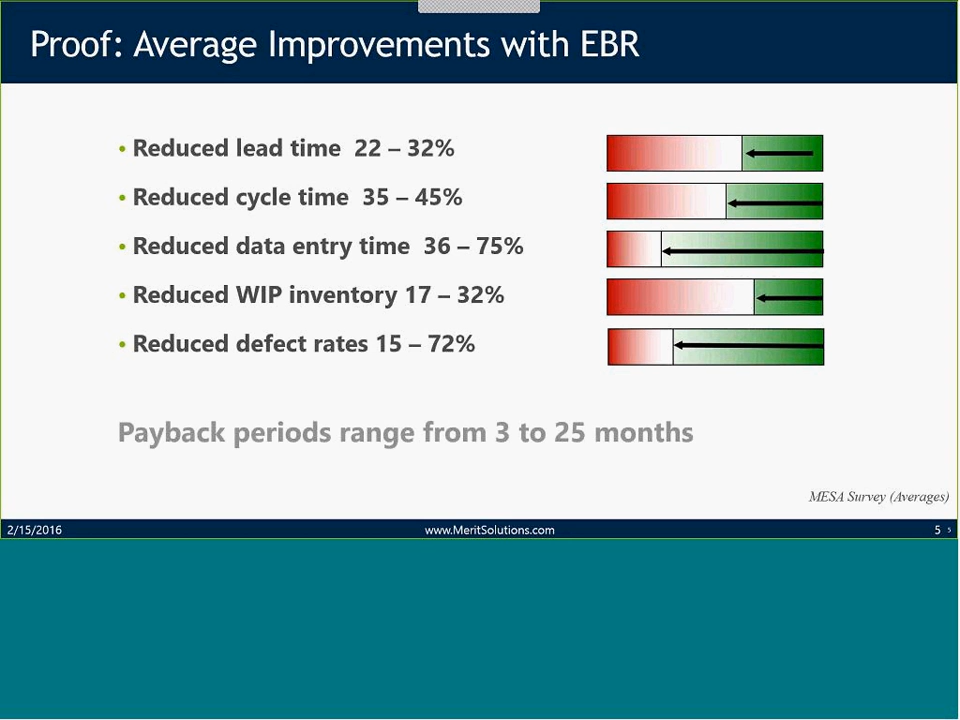 Proof: Average Improvements with EBR
• Reduced lead time 22 – 32%
• Reduced cycle time 35 – 45%
• Reduced data entry time 36 – 75%
• Reduced WIP inventory 17 – 32%
• Reduced defect rates 15 – 72%
Payback periods range from 3 to 25 months
MESA Survey (Averages)
2/15/2016 www.MeritSolutions.com 5 5